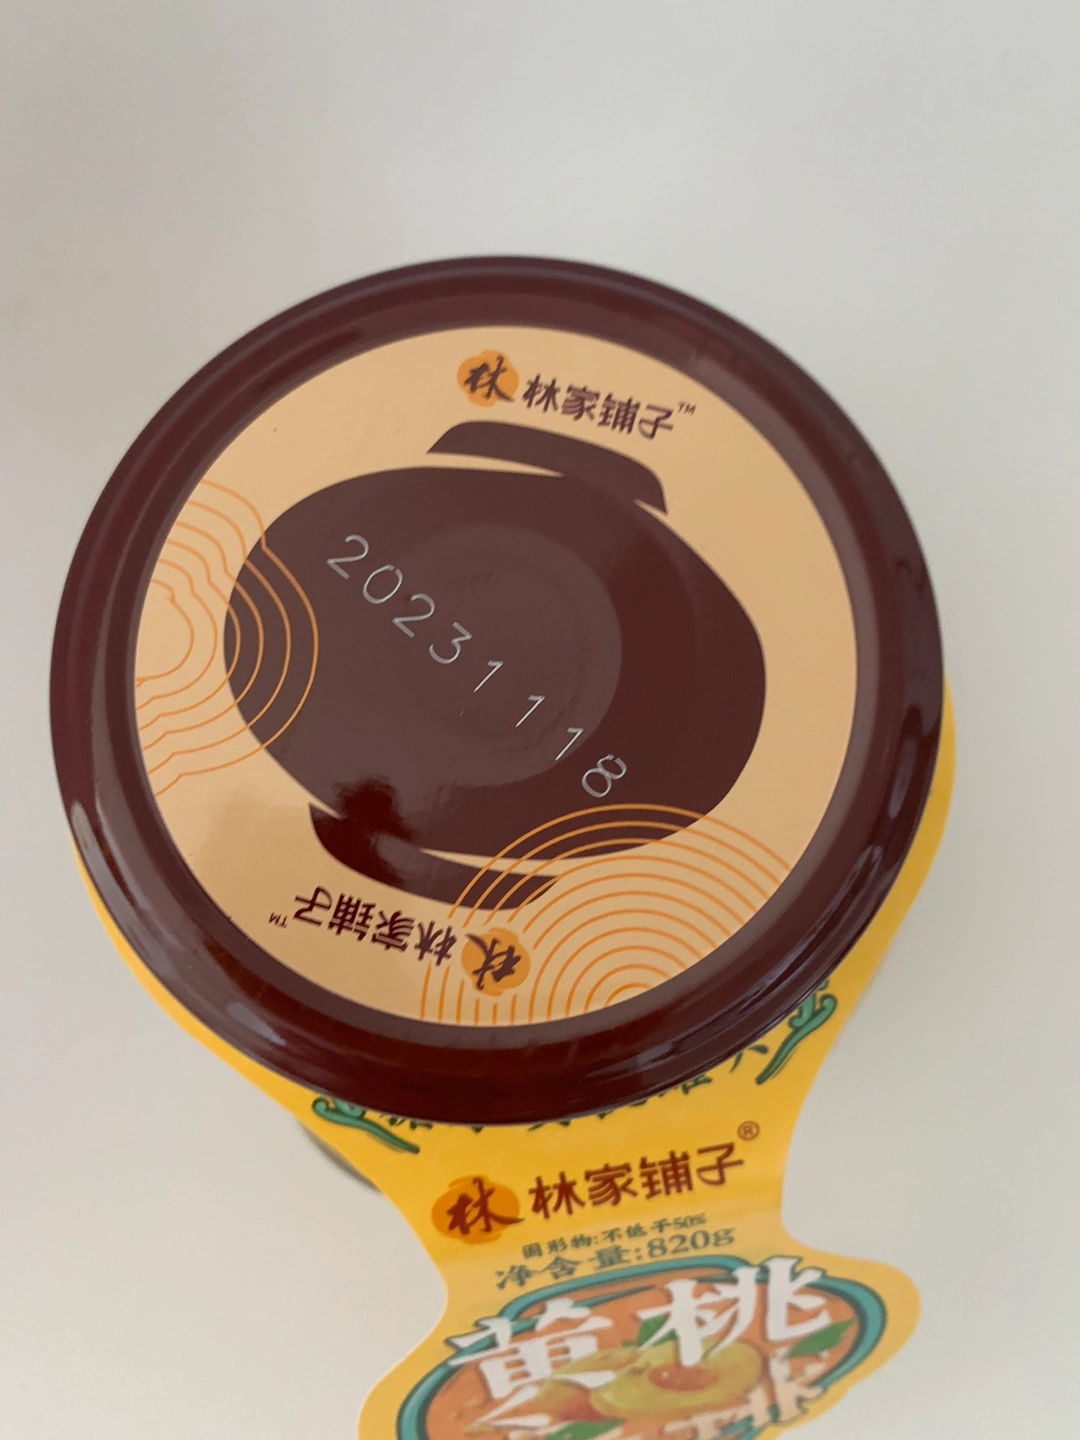 林 林家铺子™
20231118
林 林家铺子™
林 林家铺子®
固形物:不低于50%
净含量:820g
黄桃